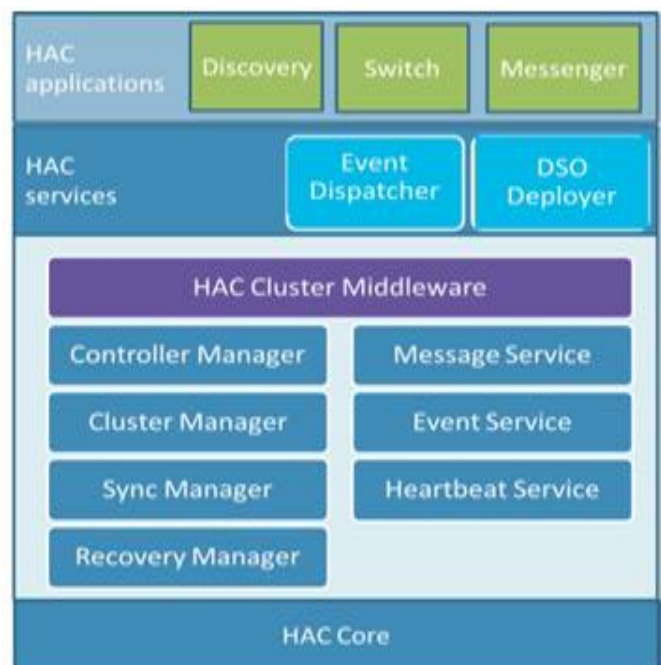 HAC
applications
Discovery
Switch
Messenger
HAC
services
Event
Dispatcher
DSO
Deployer
HAC Cluster Middleware
Controller Manager
Message Service
Cluster Manager
Event Service
Sync Manager
Heartbeat Service
Recovery Manager
HAC Core